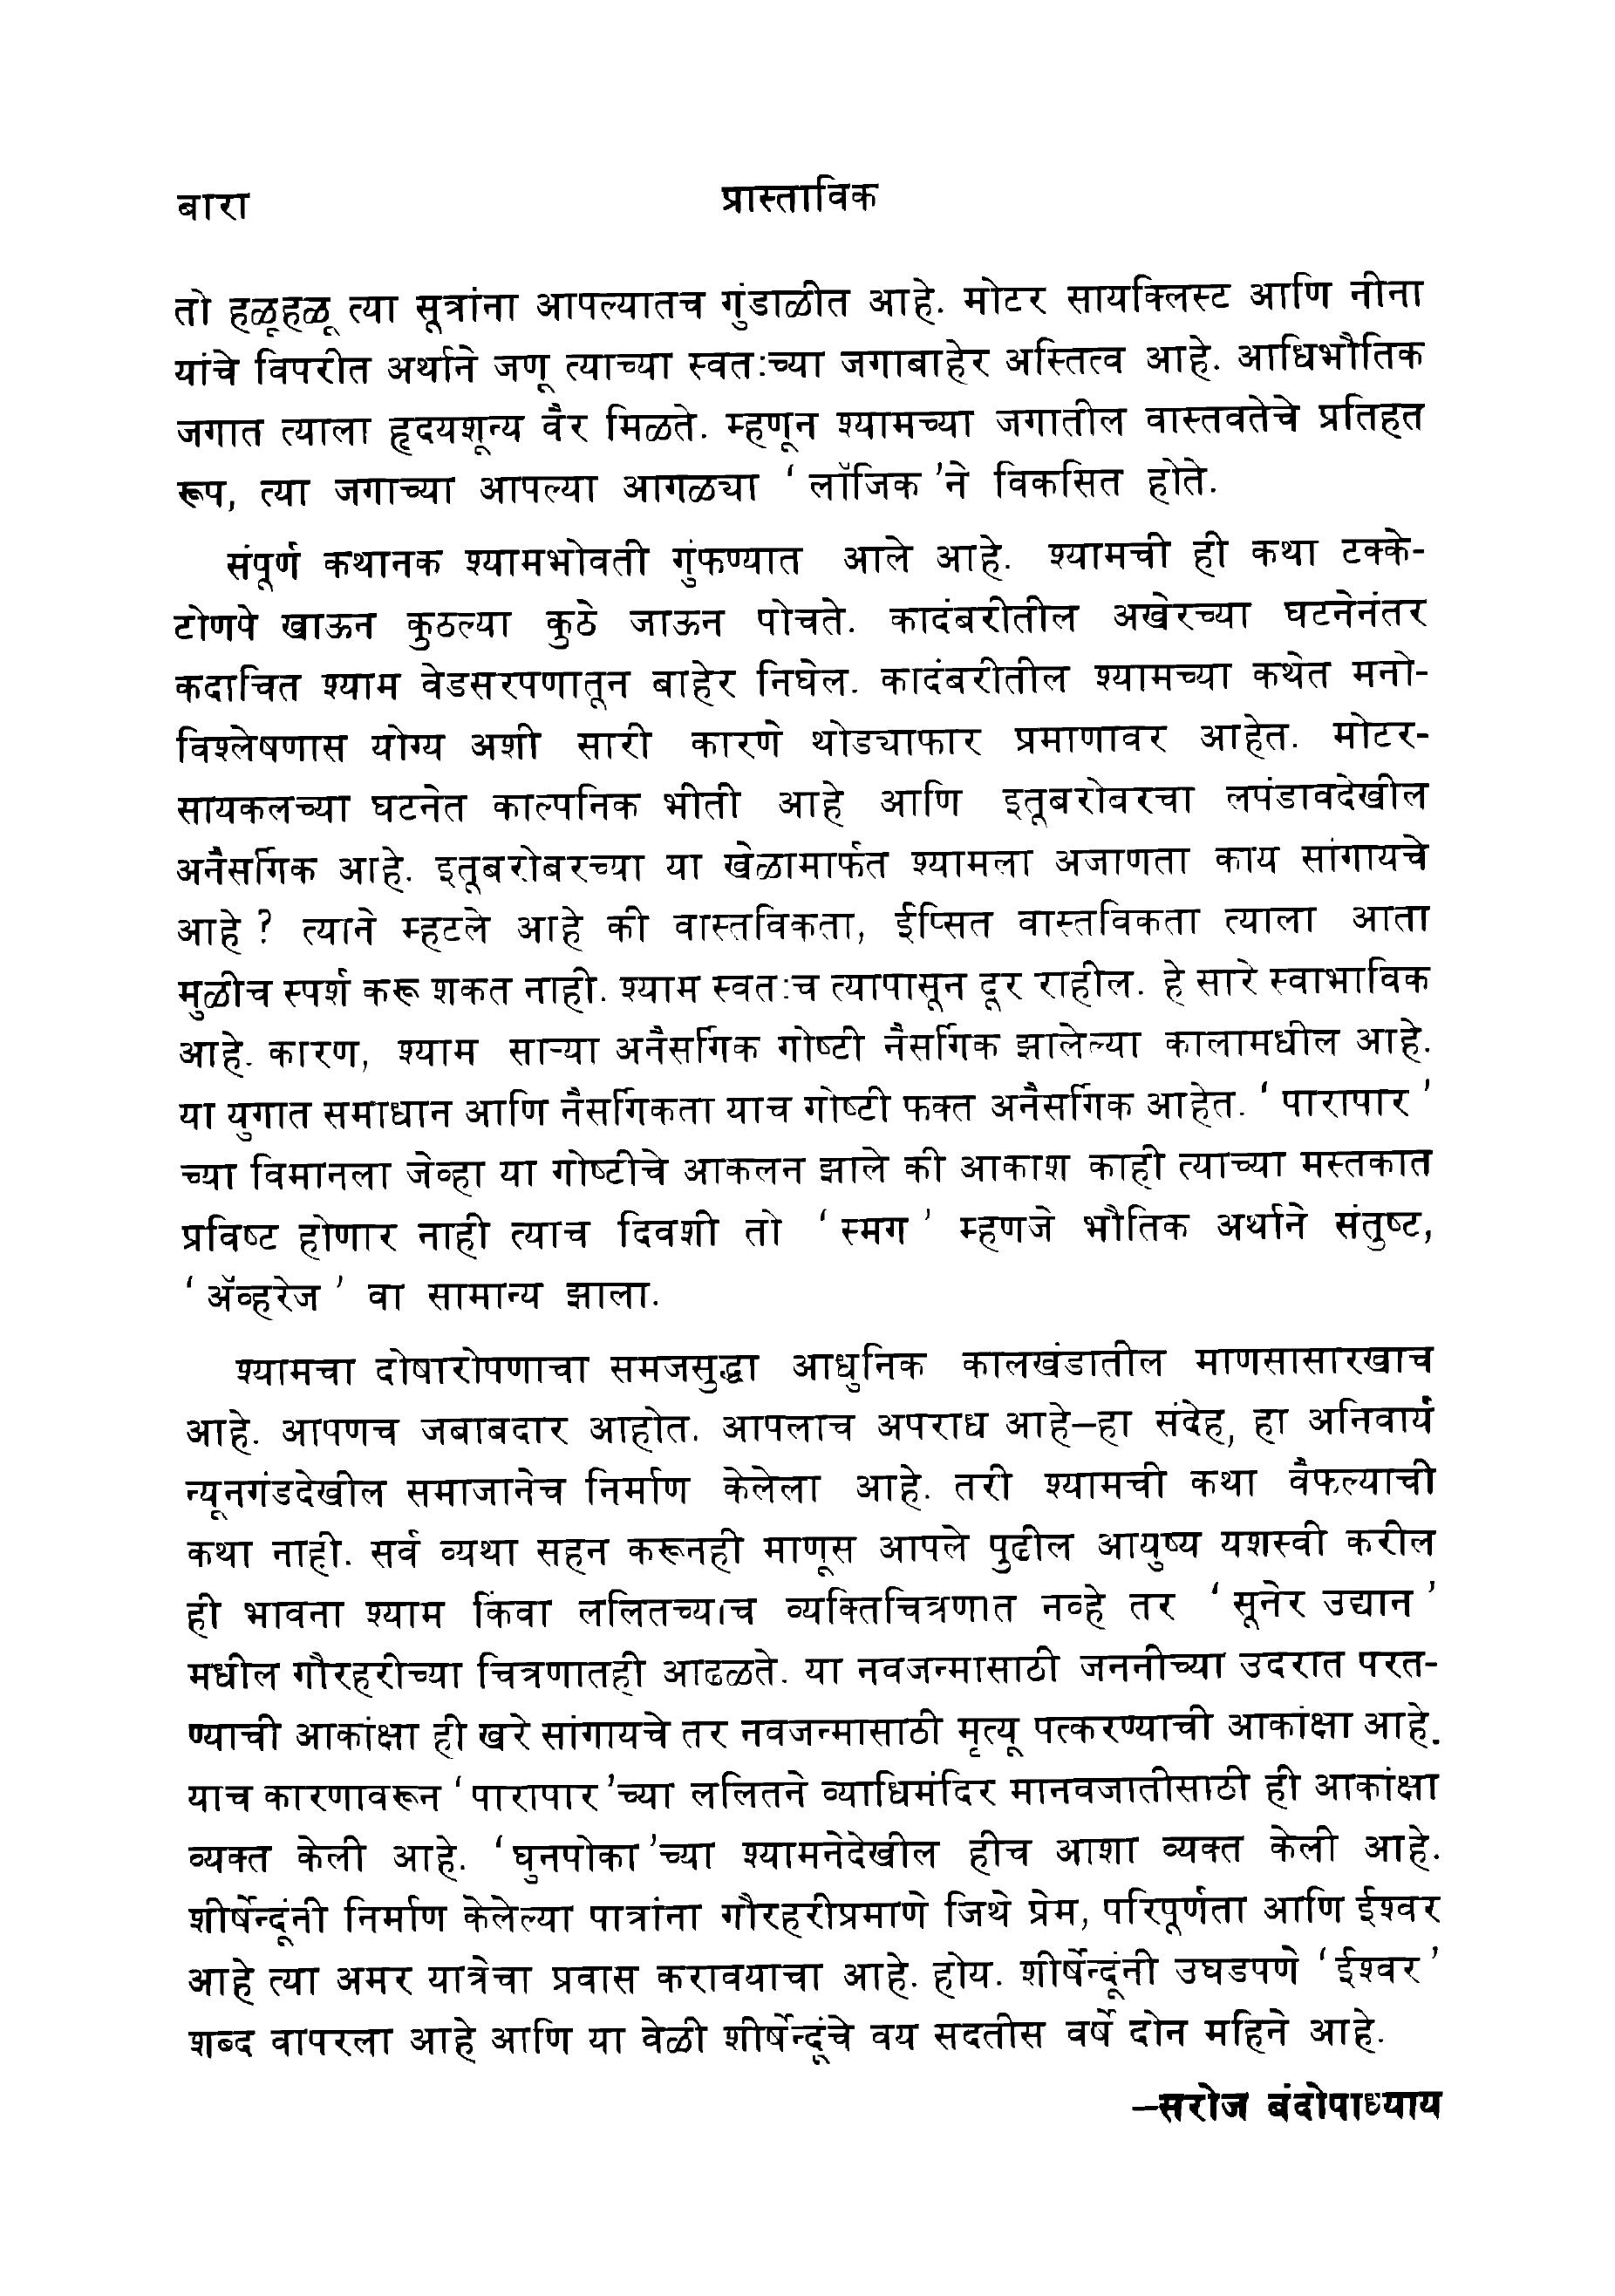 बारा
प्रास्ताविक
तो हळूहळू त्या सूत्रांना आपल्यातच गुंडाळीत आहे. मोटर सायक्लिस्ट आणि नीना
यांचे विपरीत अर्थाने जणू त्याच्या स्वतःच्या जगाबाहेर अस्तित्व आहे. आधिभौतिक
जगात त्याला हृदयशून्य वैर मिळते. म्हणून श्यामच्या जगातील वास्तवतेचे प्रतिहत
रूप, त्या जगाच्या आपल्या आगळ्या ‘ लॉजिक ’ने विकसित होते.
संपूर्ण कथानक श्यामभोवती गुंफण्यात आले आहे. श्यामची ही कथा टक्के-
टोणपे खाऊन कुठल्या कुठे जाऊन पोचते. कादंबरीतील अखेरच्या घटनेनंतर
कदाचित श्याम वेडसरपणातून बाहेर निघेल. कादंबरीतील श्यामच्या कथेत मनो-
विश्लेषणास योग्य अशी सारी कारणे थोड्याफार प्रमाणावर आहेत. मोटर-
सायकलच्या घटनेत काल्पनिक भीती आहे आणि इतूबरोबरचा लपंडावदेखील
अनैसर्गिक आहे. इतूबरोबरच्या या खेळामार्फत श्यामला अजाणता काय सांगायचे
आहे ? त्याने म्हटले आहे की वास्तविकता, ईप्सित वास्तविकता त्याला आता
मुळीच स्पर्श करू शकत नाही. श्याम स्वतःच त्यापासून दूर राहील. हे सारे स्वाभाविक
आहे. कारण, श्याम साऱ्या अनैसर्गिक गोष्टी नैसर्गिक झालेल्या कालामधील आहे.
या युगात समाधान आणि नैसर्गिकता याच गोष्टी फक्त अनैसर्गिक आहेत. ‘ पारापार ’
च्या विमानला जेव्हा या गोष्टीचे आकलन झाले की आकाश काही त्याच्या मस्तकात
प्रविष्ट होणार नाही त्याच दिवशी तो ‘ स्मग ’ म्हणजे भौतिक अर्थाने संतुष्ट,
‘ ॲव्हरेज ’ वा सामान्य झाला.
श्यामचा दोषारोपणाचा समजसुद्धा आधुनिक कालखंडातील माणसासारखाच
आहे. आपणच जबाबदार आहोत. आपलाच अपराध आहे–हा संदेह, हा अनिवार्य
न्यूनगंडदेखील समाजानेच निर्माण केलेला आहे. तरी श्यामची कथा वैफल्याची
कथा नाही. सर्व व्यथा सहन करूनही माणूस आपले पुढील आयुष्य यशस्वी करील
ही भावना श्याम किंवा ललितच्याच व्यक्तिचित्रणात नव्हे तर ‘ सूनेर उद्यान ’
मधील गौरहरीच्या चित्रणातही आढळते. या नवजन्मासाठी जननीच्या उदरात परत-
ण्याची आकांक्षा ही खरे सांगायचे तर नवजन्मासाठी मृत्यू पत्करण्याची आकांक्षा आहे.
याच कारणावरून ‘ पारापार ’च्या ललितने व्याधिमंदिर मानवजातीसाठी ही आकांक्षा
व्यक्त केली आहे. ‘ घुनपोका ’च्या श्यामनेदेखील हीच आशा व्यक्त केली आहे.
शीर्षेन्दूंनी निर्माण केलेल्या पात्रांना गौरहरीप्रमाणे जिथे प्रेम, परिपूर्णता आणि ईश्वर
आहे त्या अमर यात्रेचा प्रवास करावयाचा आहे. होय. शीर्षेन्दूंनी उघडपणे ‘ ईश्वर ’
शब्द वापरला आहे आणि या वेळी शीर्षेन्दूंचे वय सदतीस वर्षे दोन महिने आहे.
–सरोज बंदोपाध्याय